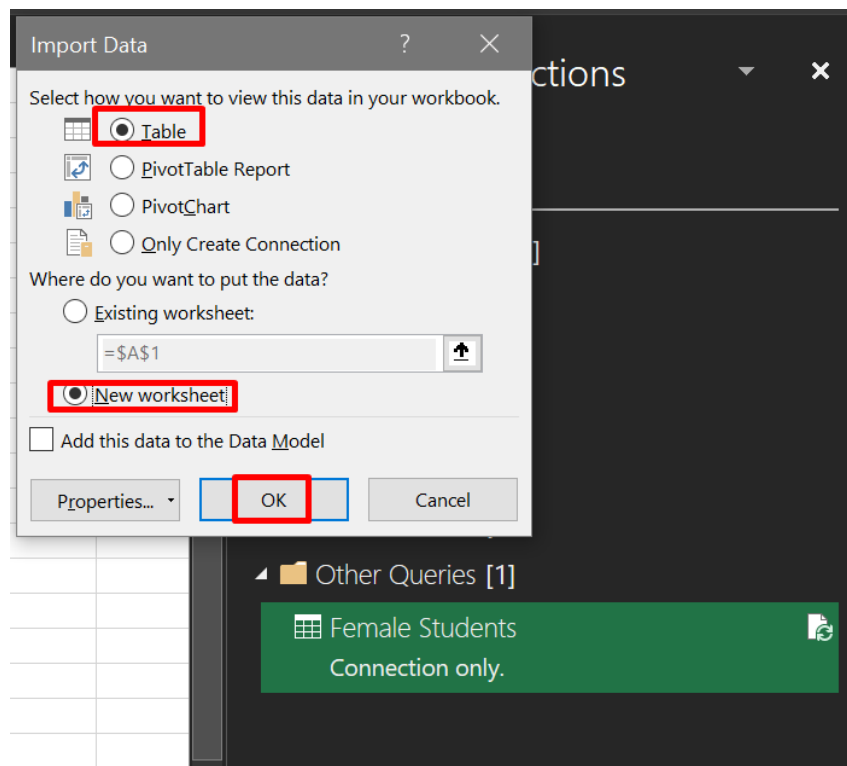 Import Data
?
ctions
Select how you want to view this data in your workbook.
Table
PivotTable Report
PivotChart
Only Create Connection
]
Where do you want to put the data?
Existing worksheet:
=$A$1
New worksheet
Add this data to the Data Model
Properties...
OK
Cancel
Other Queries [1]
Female Students
Connection only.